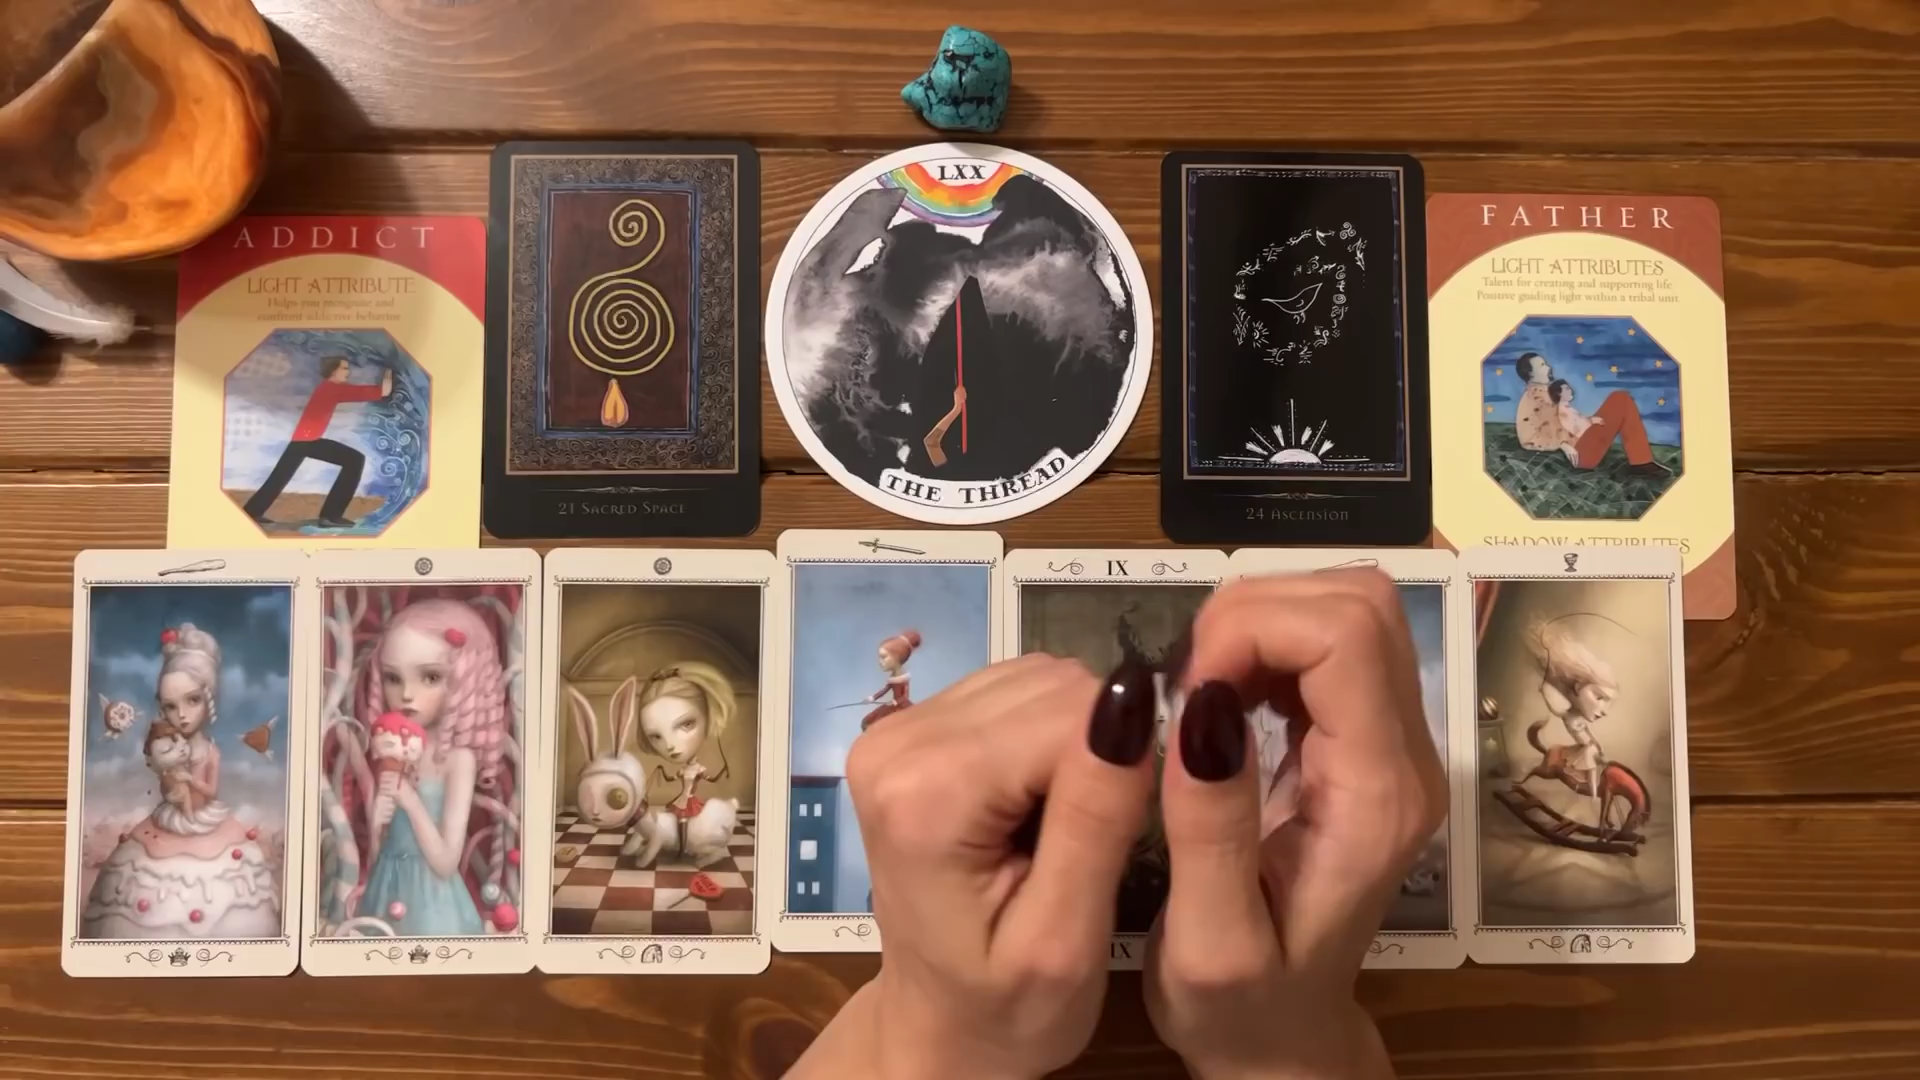 LXX
ADDICT
LIGHT ATTRIBUTE
Helps you recognize and
confront addictive behavior
21 SACRED SPACE
THE THREAD
24 ASCENSION
FATHER
LIGHT ATTRIBUTES
Talent for creating and supporting life.
Positive guiding light within a tribal unit.
SHADOW ATTRIBUTES
IX
IX